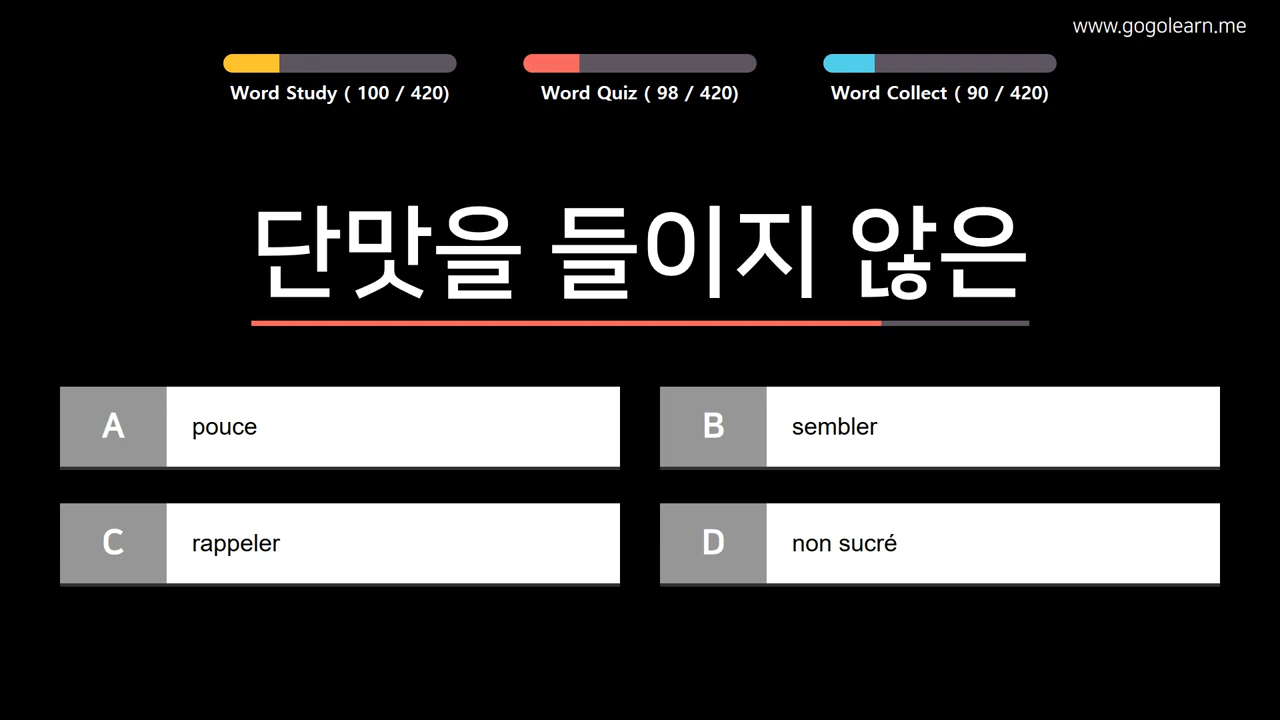 www.gogolearn.me
Word Study ( 100 / 420)
Word Quiz ( 98 / 420)
Word Collect ( 90 / 420)
단맛을 들이지 않은
A pouce
B sembler
C rappeler
D non sucré